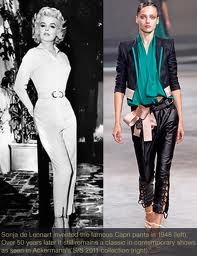 Sonja de Lennart invented the famous Capri pants in 1948 (left).
Over 50 years later it still remains a classic in contemporary shows
as seen in Ackermann's S/S 2011 collection (right).